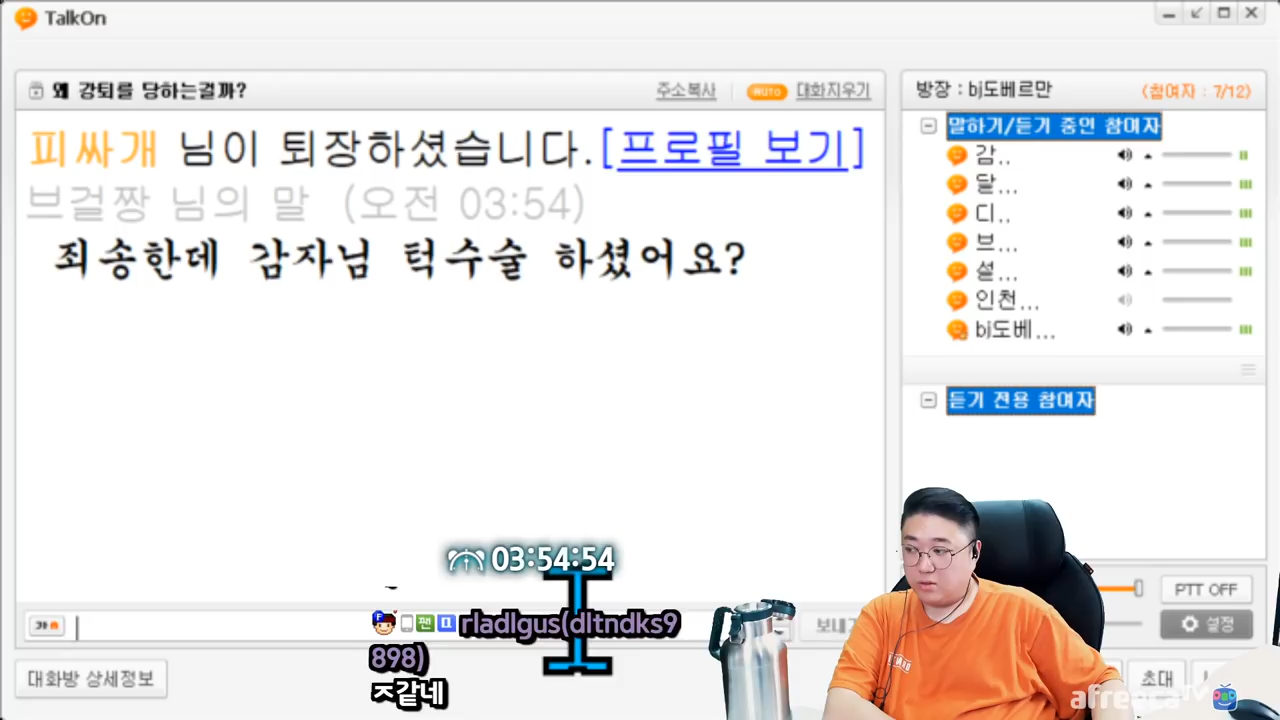 TalkOn
왜 강퇴를 당하는걸까?
주소복사
AUTO
대화지우기
피싸개 님이 퇴장하셨습니다.[프로필 보기]
브걸짱 님의 말 (오전 03:54)
죄송한데 감자님 턱수술 하셨어요?
방장 : bj도베르만
(참여자 : 7/12)
말하기/듣기 중인 참여자
감..
달...
디..
브...
설...
인천...
bj도베...
듣기 전용 참여자
03:54:54
PTT OFF
가
rladlgus(dltndks9
898)
ㅈ같네
보내기
설정
대화방 상세정보
초대
afreecaTV